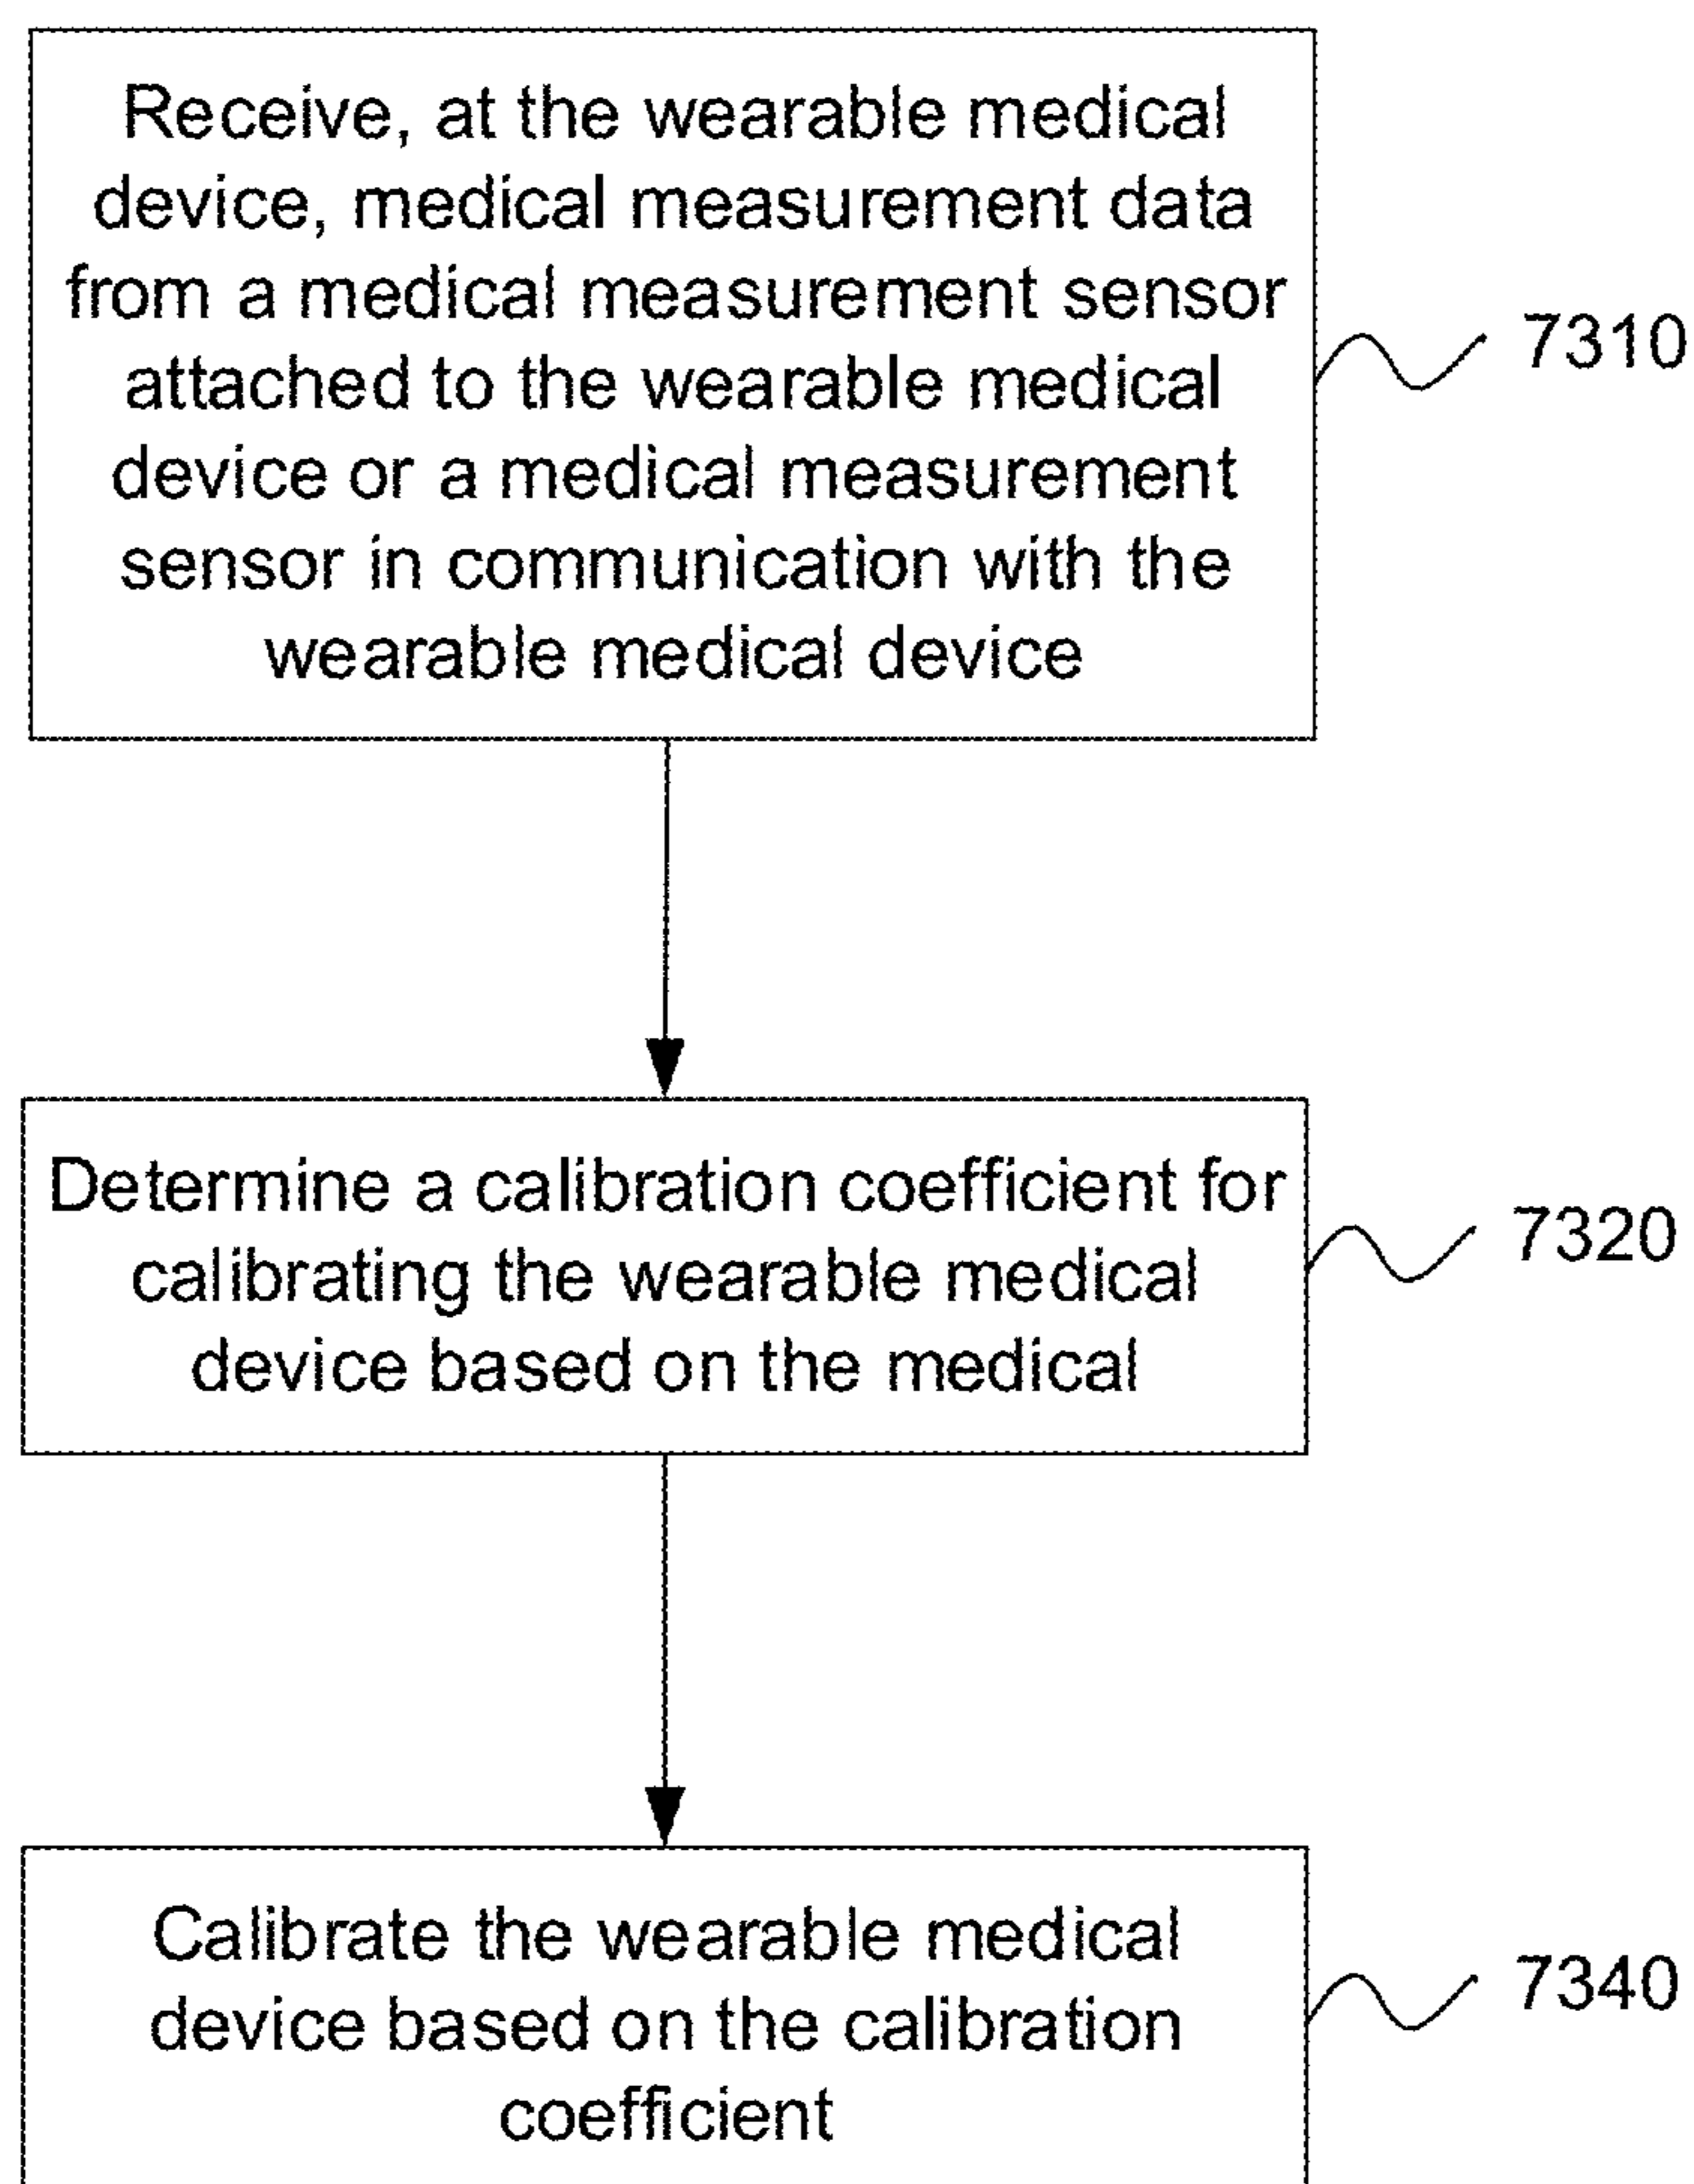 Receive, at the wearable medical
device, medical measurement data
from a medical measurement sensor
attached to the wearable medical
device or a medical measurement
sensor in communication with the
wearable medical device
7310
Determine a calibration coefficient for
calibrating the wearable medical
device based on the medical
7320
Calibrate the wearable medical
device based on the calibration
coefficient
7340